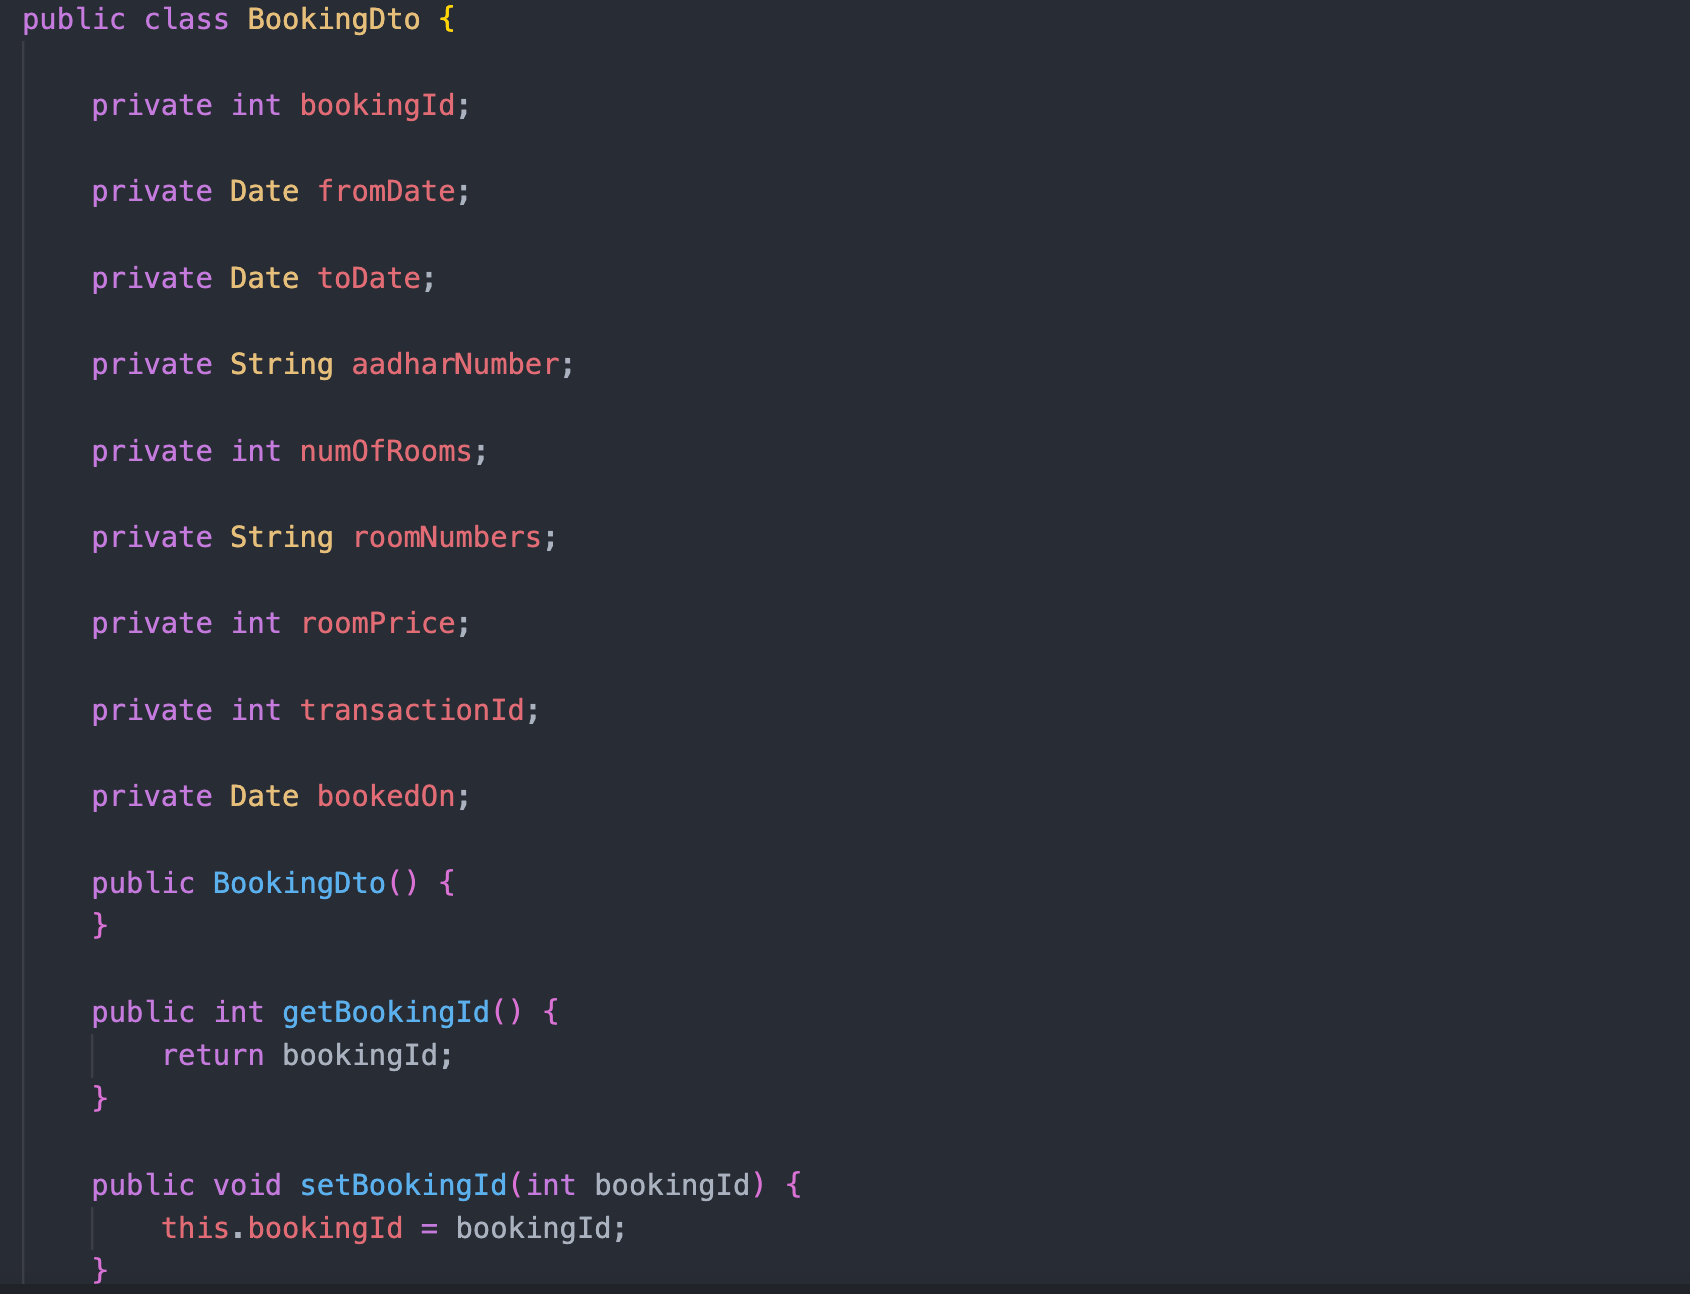 public class BookingDto {
private int bookingId;
private Date fromDate;
private Date toDate;
private String aadharNumber;
private int numOfRooms;
private String roomNumbers;
private int roomPrice;
private int transactionId;
private Date bookedOn;
public BookingDto() {
}
public int getBookingId() {
return bookingId;
}
public void setBookingId(int bookingId) {
this.bookingId = bookingId;
}